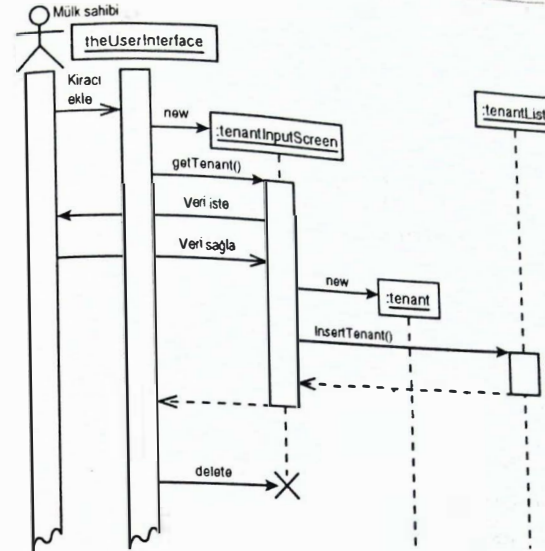 Mülk sahibi
theUserInterface
Kiracı
ekle
new
:tenantInputScreen
:tenantList
getTenant()
Veri iste
Veri sağla
new
:tenant
InsertTenant()
delete